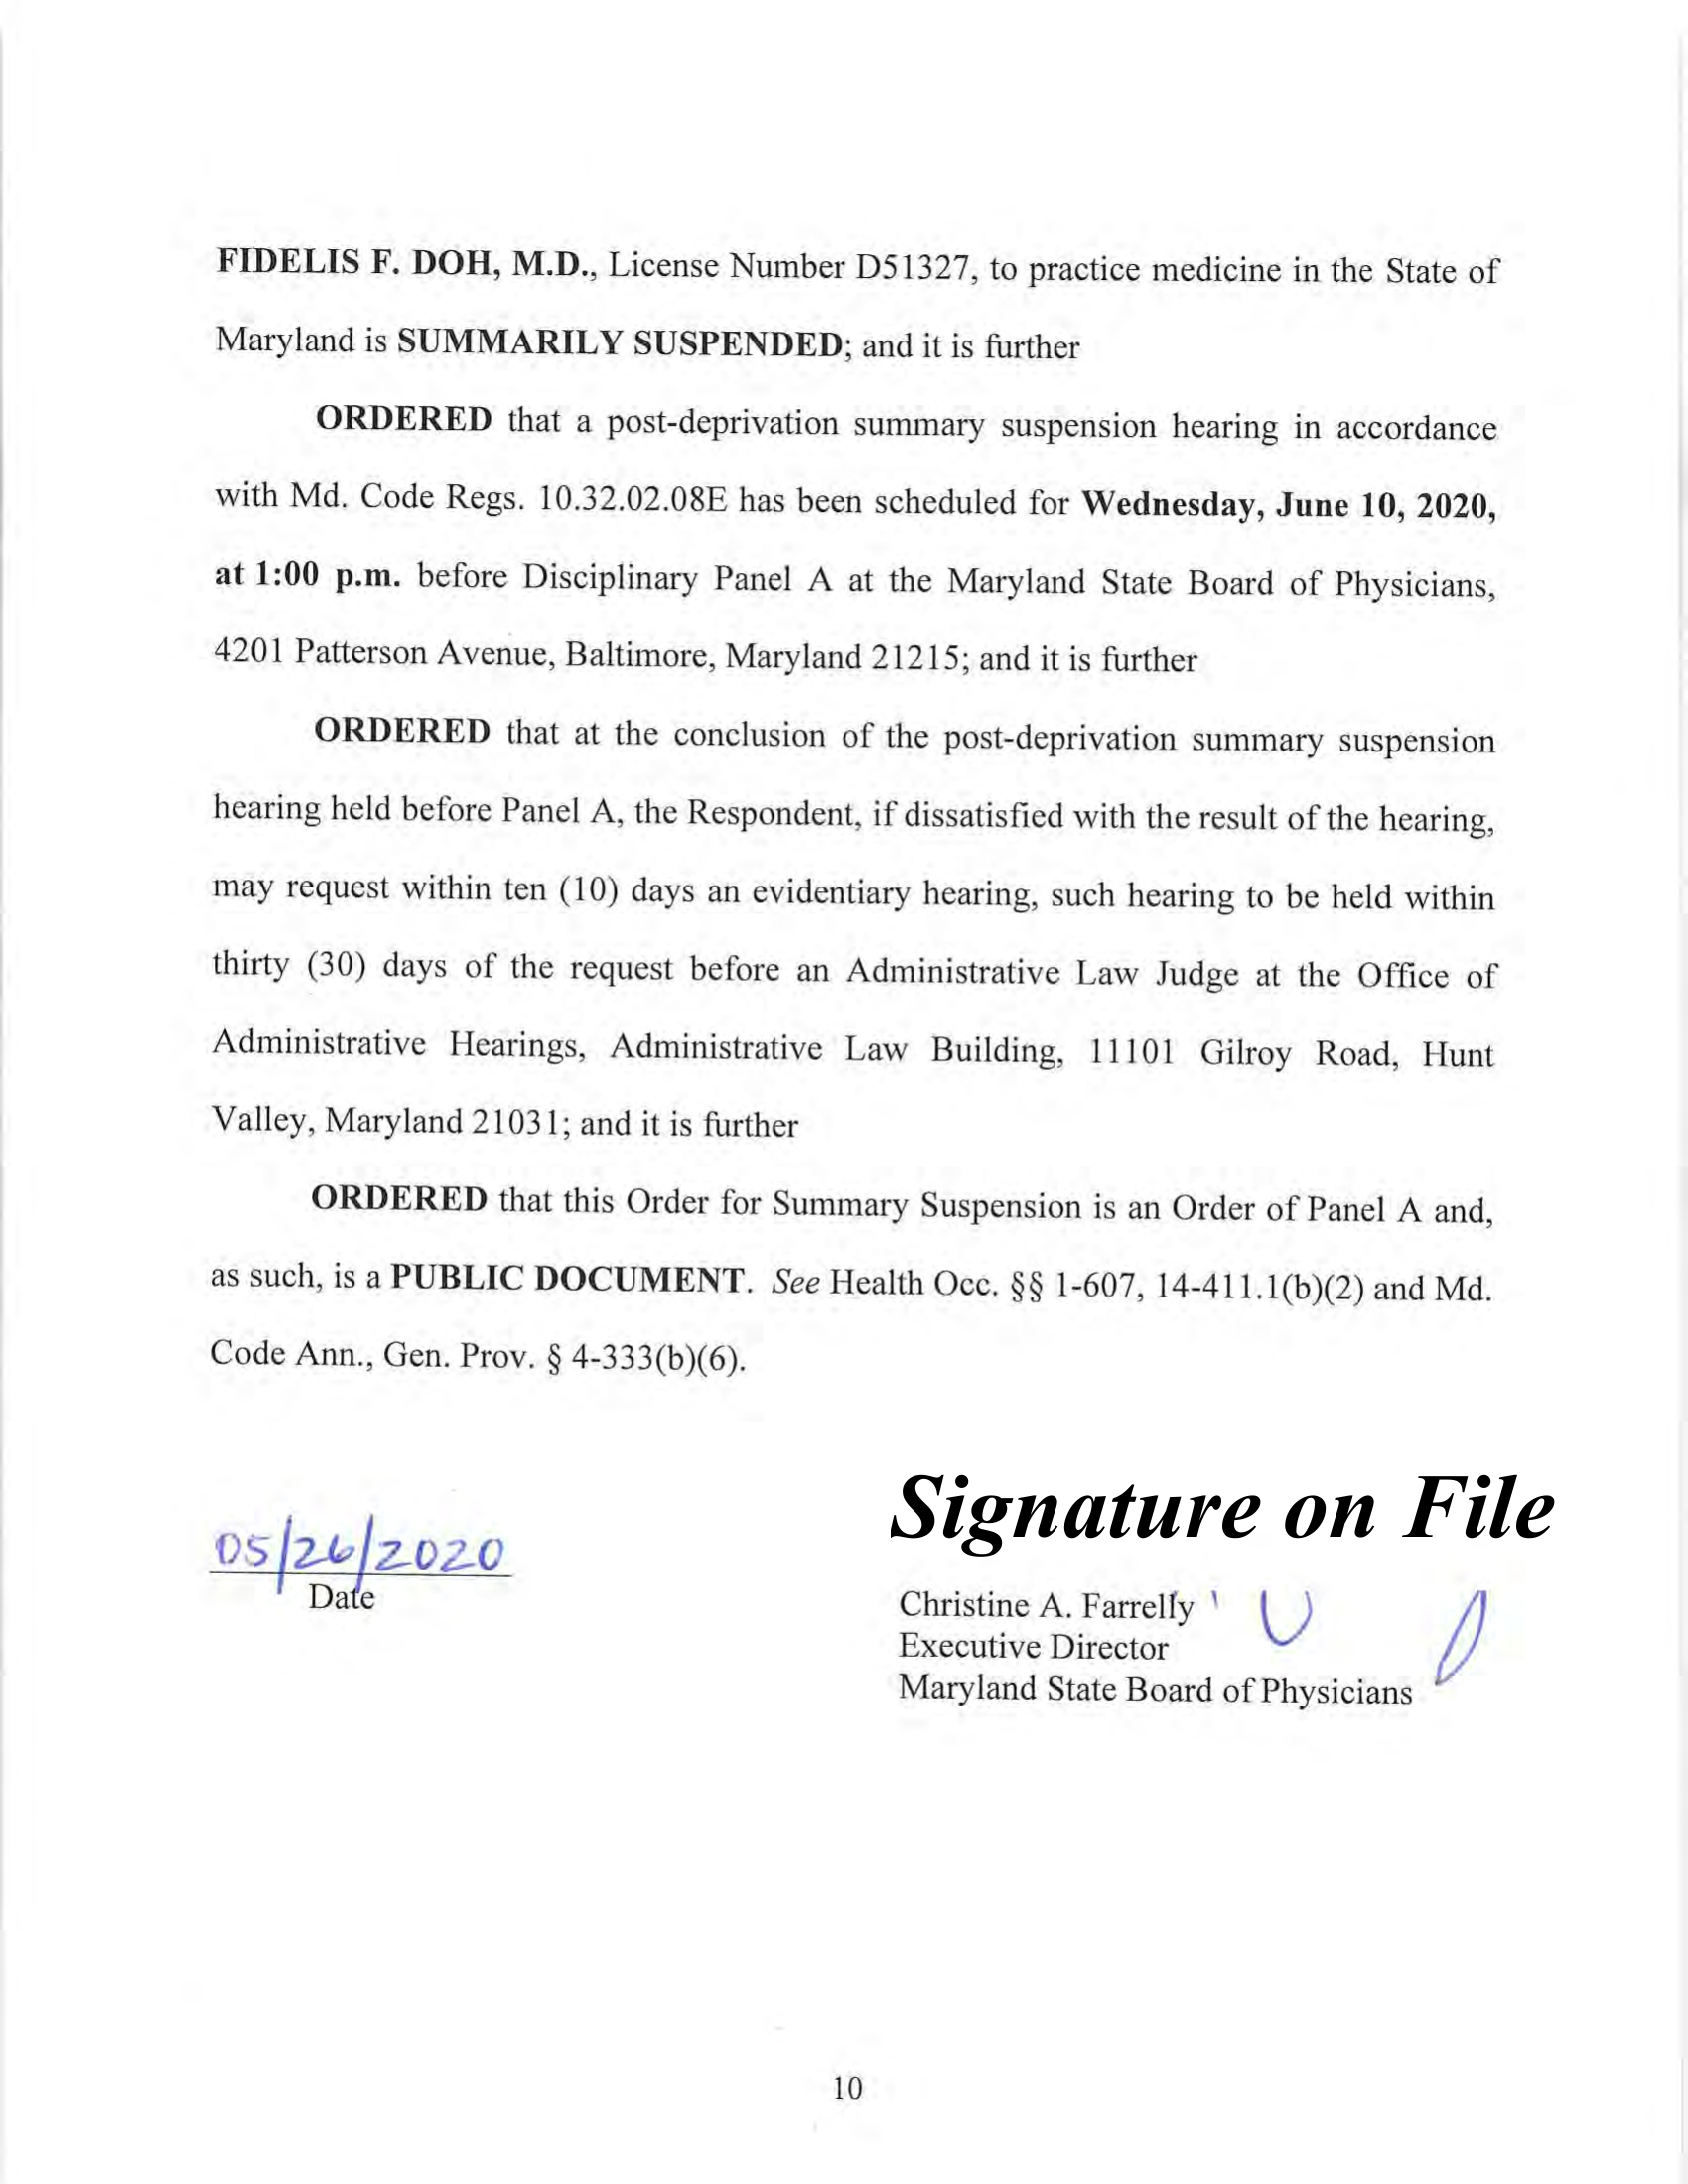 FIDELIS F. DOH, M.D., License Number D51327, to practice medicine in the State of
Maryland is SUMMARILY SUSPENDED; and it is further
ORDERED that a post-deprivation summary suspension hearing in accordance
with Md. Code Regs. 10.32.02.08E has been scheduled for Wednesday, June 10, 2020,
at 1:00 p.m. before Disciplinary Panel A at the Maryland State Board of Physicians,
4201 Patterson Avenue, Baltimore, Maryland 21215; and it is further
ORDERED that at the conclusion of the post-deprivation summary suspension
hearing held before Panel A, the Respondent, if dissatisfied with the result of the hearing,
may request within ten (10) days an evidentiary hearing, such hearing to be held within
thirty (30) days of the request before an Administrative Law Judge at the Office of
Administrative Hearings, Administrative Law Building, 11101 Gilroy Road, Hunt
Valley, Maryland 21031; and it is further
ORDERED that this Order for Summary Suspension is an Order of Panel A and,
as such, is a PUBLIC DOCUMENT. See Health Occ. §§ 1-607, 14-411.1(b)(2) and Md.
Code Ann., Gen. Prov. § 4-333(b)(6).
05/26/2020
Date
Signature on File
Christine A. Farrelly
Executive Director
Maryland State Board of Physicians
10